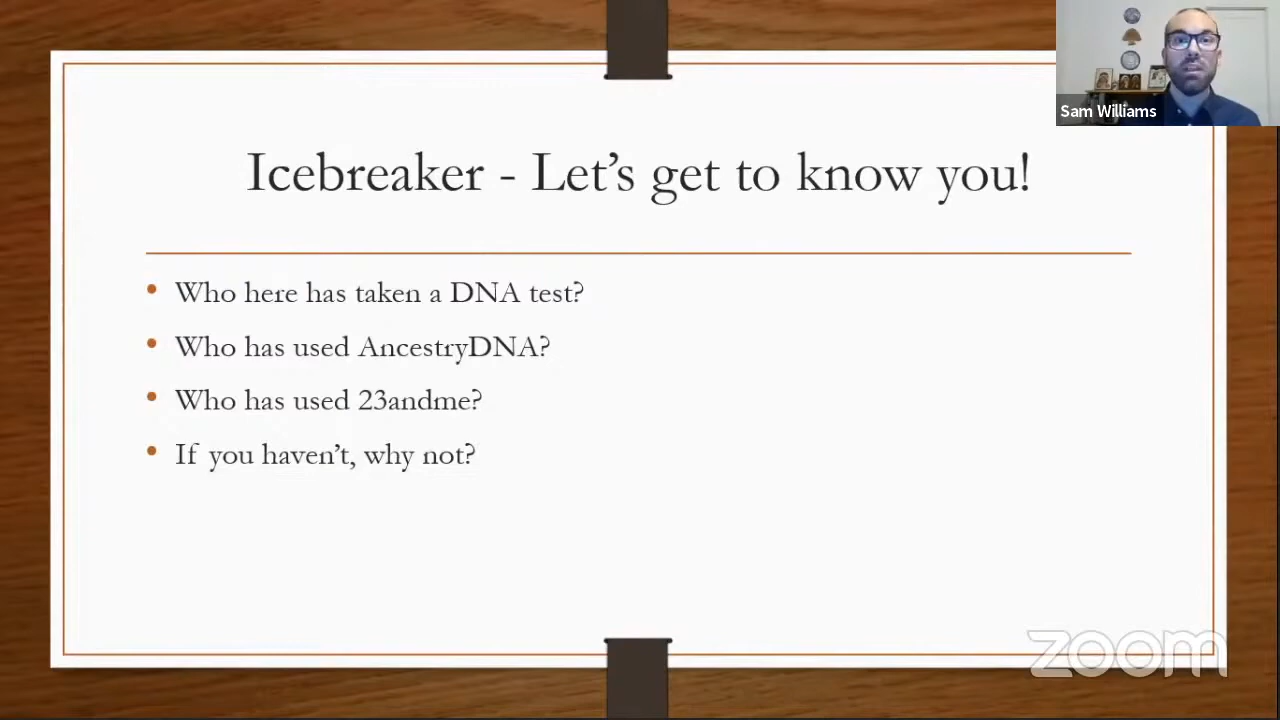 Sam Williams
Icebreaker - Let’s get to know you!
• Who here has taken a DNA test?
• Who has used AncestryDNA?
• Who has used 23andme?
• If you haven’t, why not?
zoom